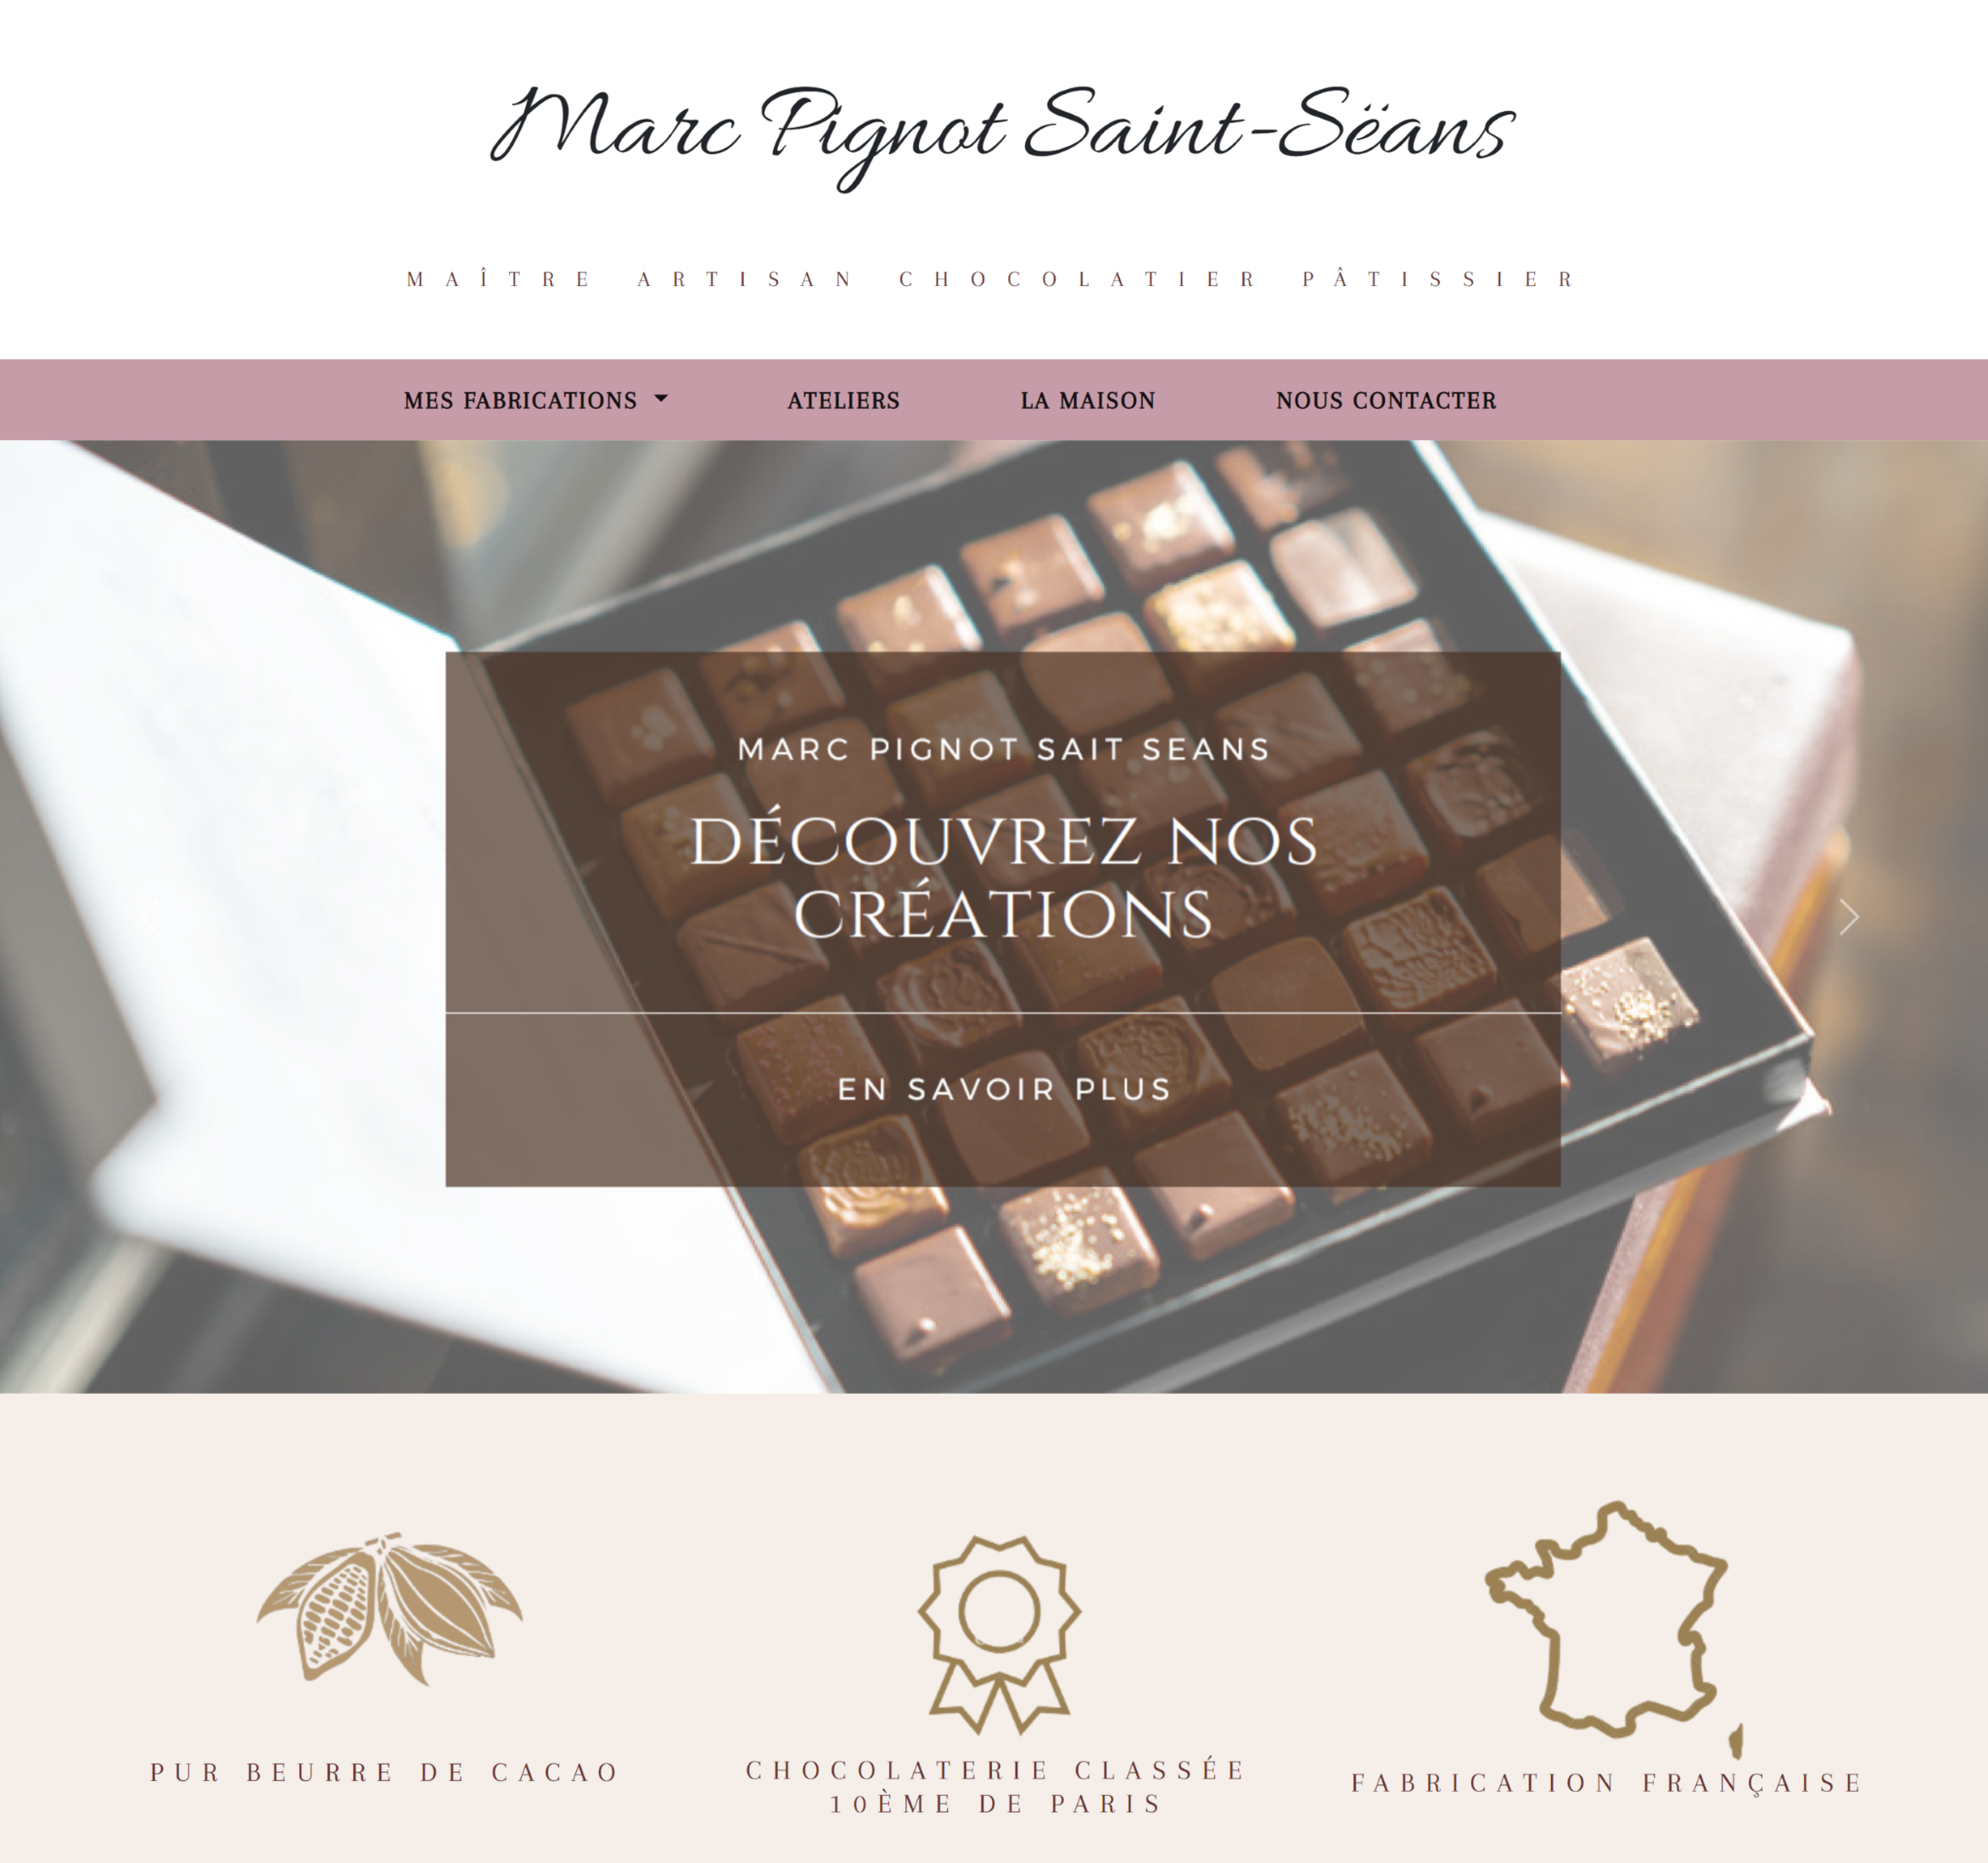 Marc Pignot Saint-Sëans
MAÎTRE ARTISAN CHOCOLATIER PÂTISSIER
MES FABRICATIONS ATELIERS LA MAISON NOUS CONTACTER
MARC PIGNOT SAIT SEANS
DÉCOUVREZ NOS
CRÉATIONS
EN SAVOIR PLUS
PUR BEURRE DE CACAO
CHOCOLATERIE CLASSÉE
10ÈME DE PARIS
FABRICATION FRANÇAISE